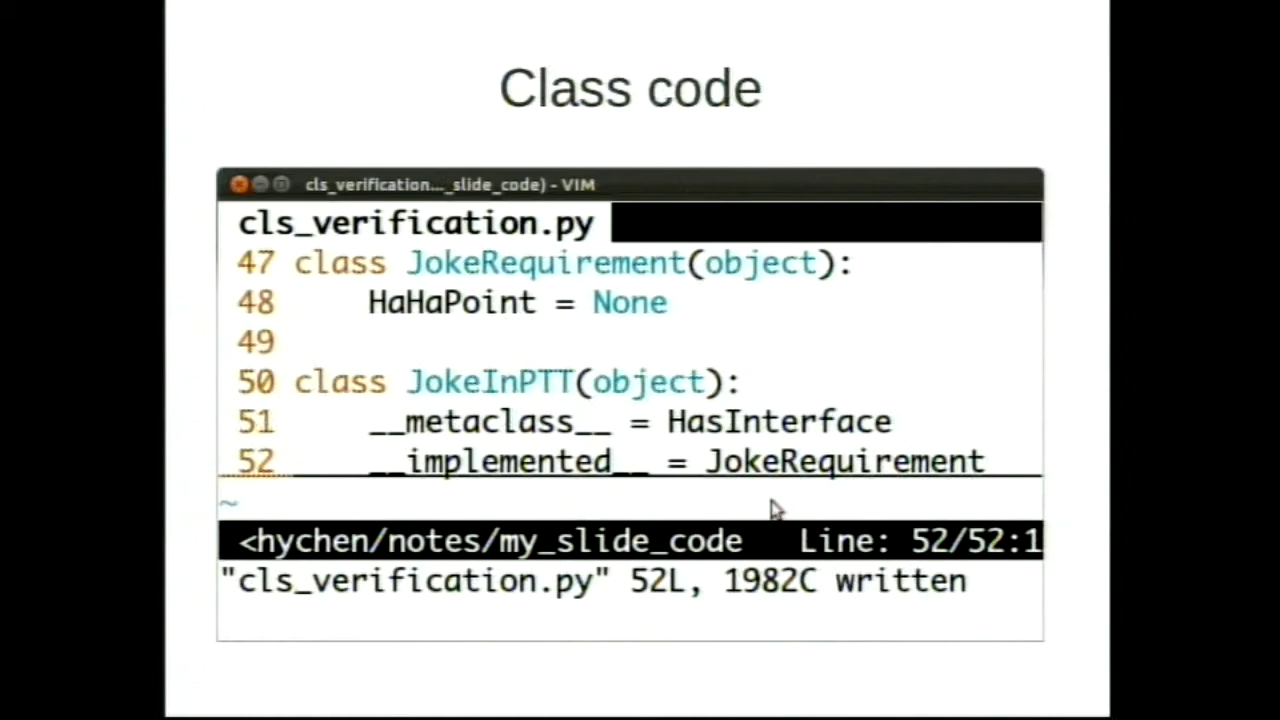 Class code
cls_verification..._slide_code) - VIM
cls_verification.py
47 class JokeRequirement(object):
48     HaHaPoint = None
49
50 class JokeInPTT(object):
51     __metaclass__ = HasInterface
52     __implemented__ = JokeRequirement
~
<hychen/notes/my_slide_code   Line: 52/52:1
"cls_verification.py" 52L, 1982C written